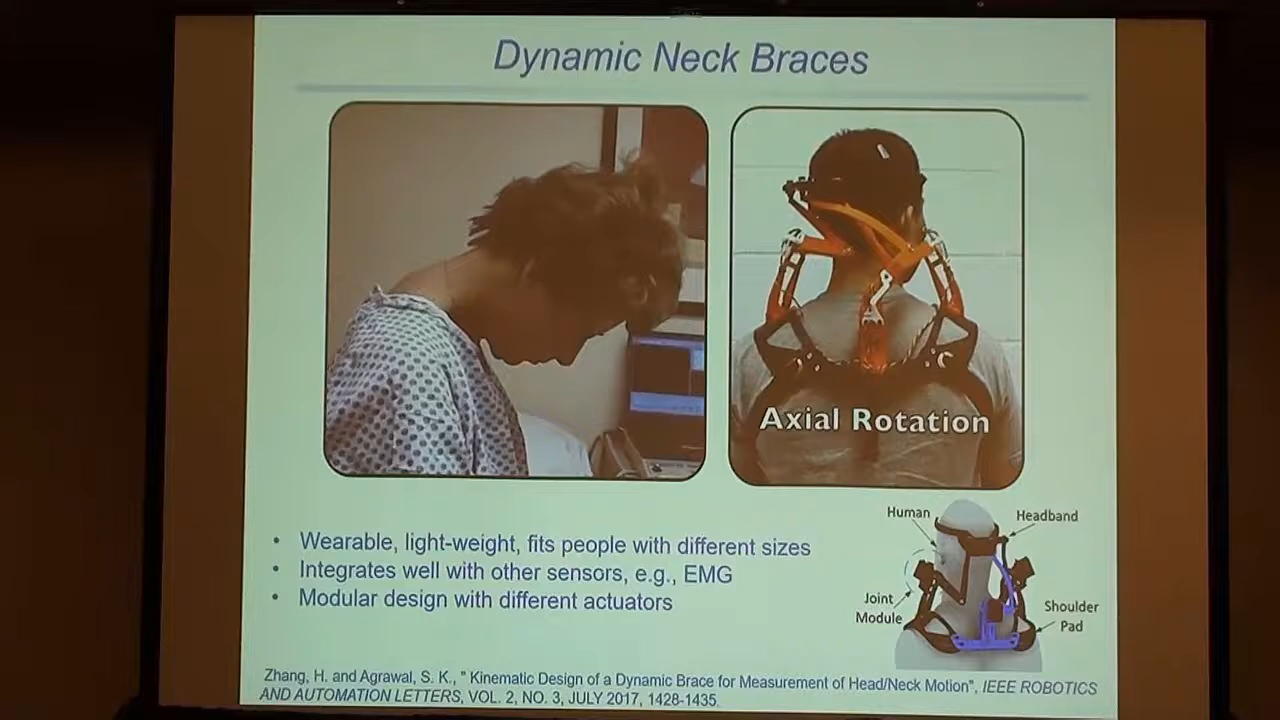 Dynamic Neck Braces
Axial Rotation
• Wearable, light-weight, fits people with different sizes
• Integrates well with other sensors, e.g., EMG
• Modular design with different actuators
Human
Headband
Joint
Module
Shoulder
Pad
Zhang, H. and Agrawal, S. K., " Kinematic Design of a Dynamic Brace for Measurement of Head/Neck Motion", IEEE ROBOTICS
AND AUTOMATION LETTERS, VOL. 2, NO. 3, JULY 2017, 1428-1435.